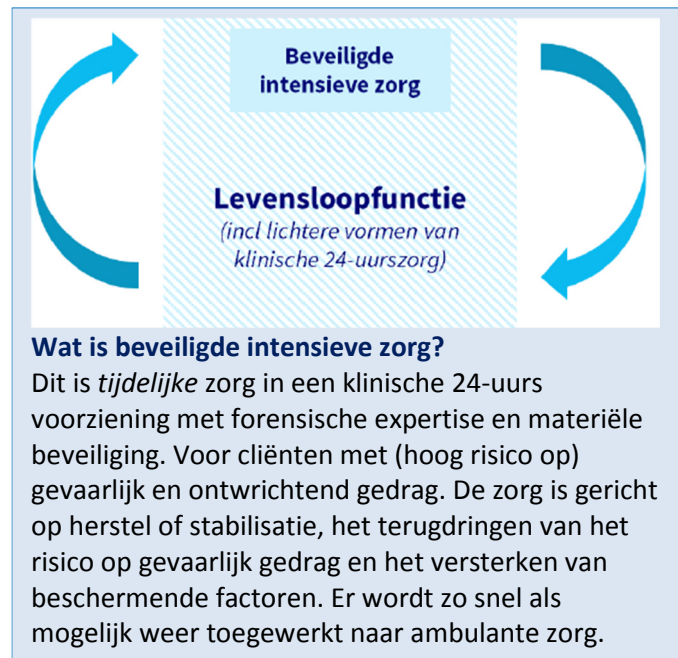 Beveiligde
intensieve zorg
Levensloopfunctie
(incl lichtere vormen van
klinische 24-uurszorg)
Wat is beveiligde intensieve zorg?
Dit is tijdelijke zorg in een klinische 24-uurs
voorziening met forensische expertise en materiële
beveiliging. Voor cliënten met (hoog risico op)
gevaarlijk en ontwrichtend gedrag. De zorg is gericht
op herstel of stabilisatie, het terugdringen van het
risico op gevaarlijk gedrag en het versterken van
beschermende factoren. Er wordt zo snel als
mogelijk weer toegewerkt naar ambulante zorg.